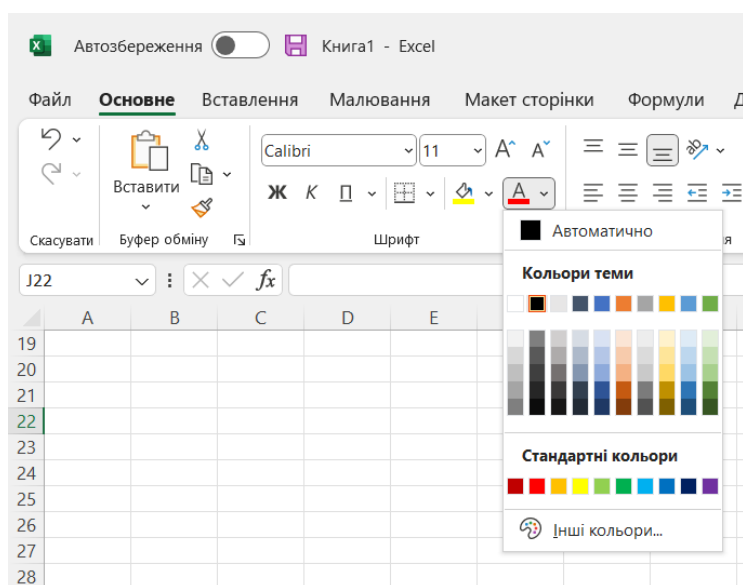 Автозбереження Книга1 - Excel
Файл Основне Вставлення Малювання Макет сторінки Формули
Calibri 11 A A
Вставити
Ж К П A
Скасувати Буфер обміну Шрифт
Автоматично
J22 fx
Кольори теми
A B C D E
19
20
21
22
23
Стандартні кольори
24
25
26
Інші кольори...
27
28